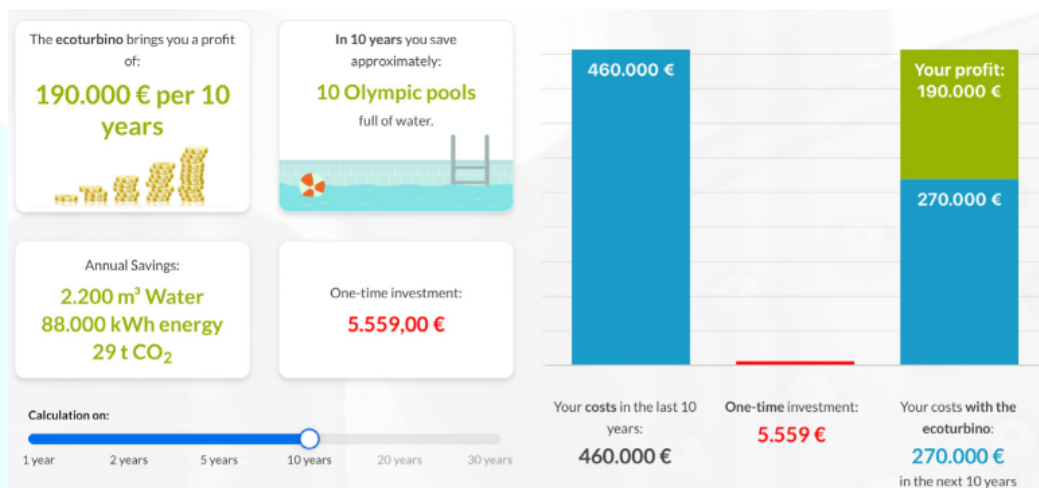 The ecoturbino brings you a profit
of:
190.000 € per 10
years
In 10 years you save
approximately:
10 Olympic pools
full of water.
Annual Savings:
2.200 m³ Water
88.000 kWh energy
29 t CO₂
One-time investment:
5.559,00 €
Calculation on:
1 year 2 years 5 years 10 years 20 years 30 years
460.000 €
Your profit:
190.000 €
270.000 €
Your costs in the last 10
years:
460.000 €
One-time investment:
5.559 €
Your costs with the
ecoturbino:
270.000 €
in the next 10 years